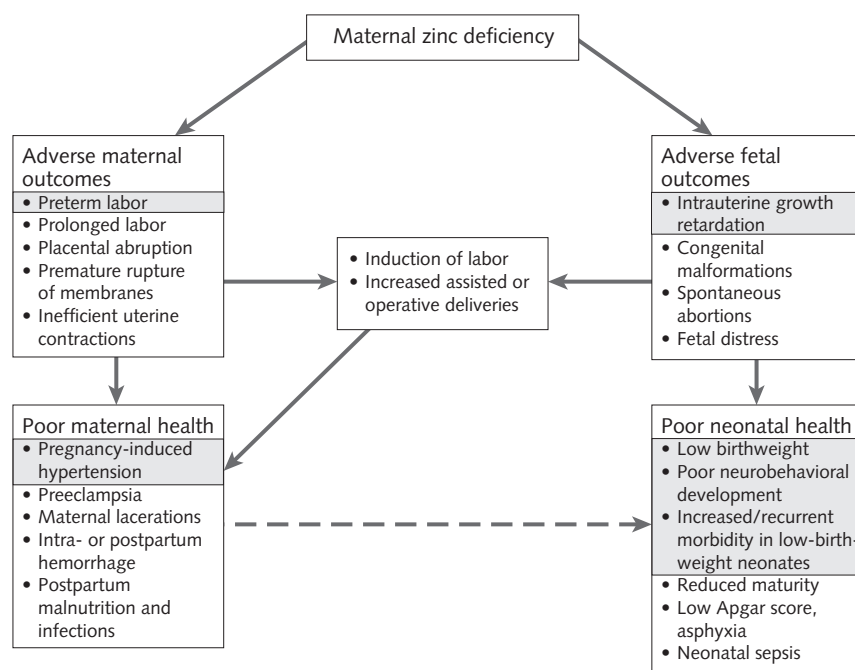 Maternal zinc deficiency
Adverse maternal
outcomes
• Preterm labor
• Prolonged labor
• Placental abruption
• Premature rupture
of membranes
• Inefficient uterine
contractions
• Induction of labor
• Increased assisted or
operative deliveries
Adverse fetal
outcomes
• Intrauterine growth
retardation
• Congenital
malformations
• Spontaneous
abortions
• Fetal distress
Poor maternal health
• Pregnancy-induced
hypertension
• Preeclampsia
• Maternal lacerations
• Intra- or postpartum
hemorrhage
• Postpartum
malnutrition and
infections
Poor neonatal health
• Low birthweight
• Poor neurobehavioral
development
• Increased/recurrent
morbidity in low-birth-
weight neonates
• Reduced maturity
• Low Apgar score,
asphyxia
• Neonatal sepsis